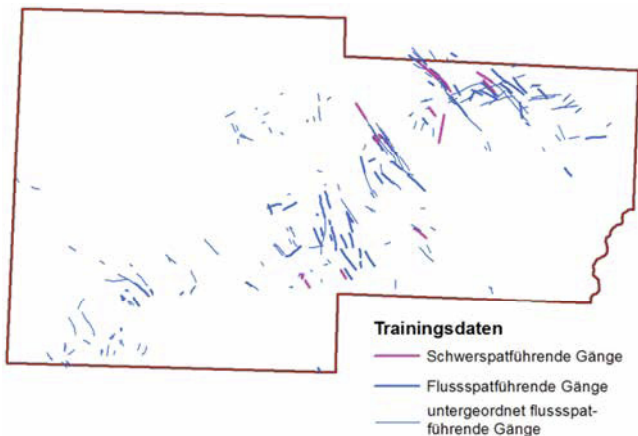 Trainingsdaten
Schwerspatführende Gänge
Flussspatführende Gänge
untergeordnet flussspat-
führende Gänge